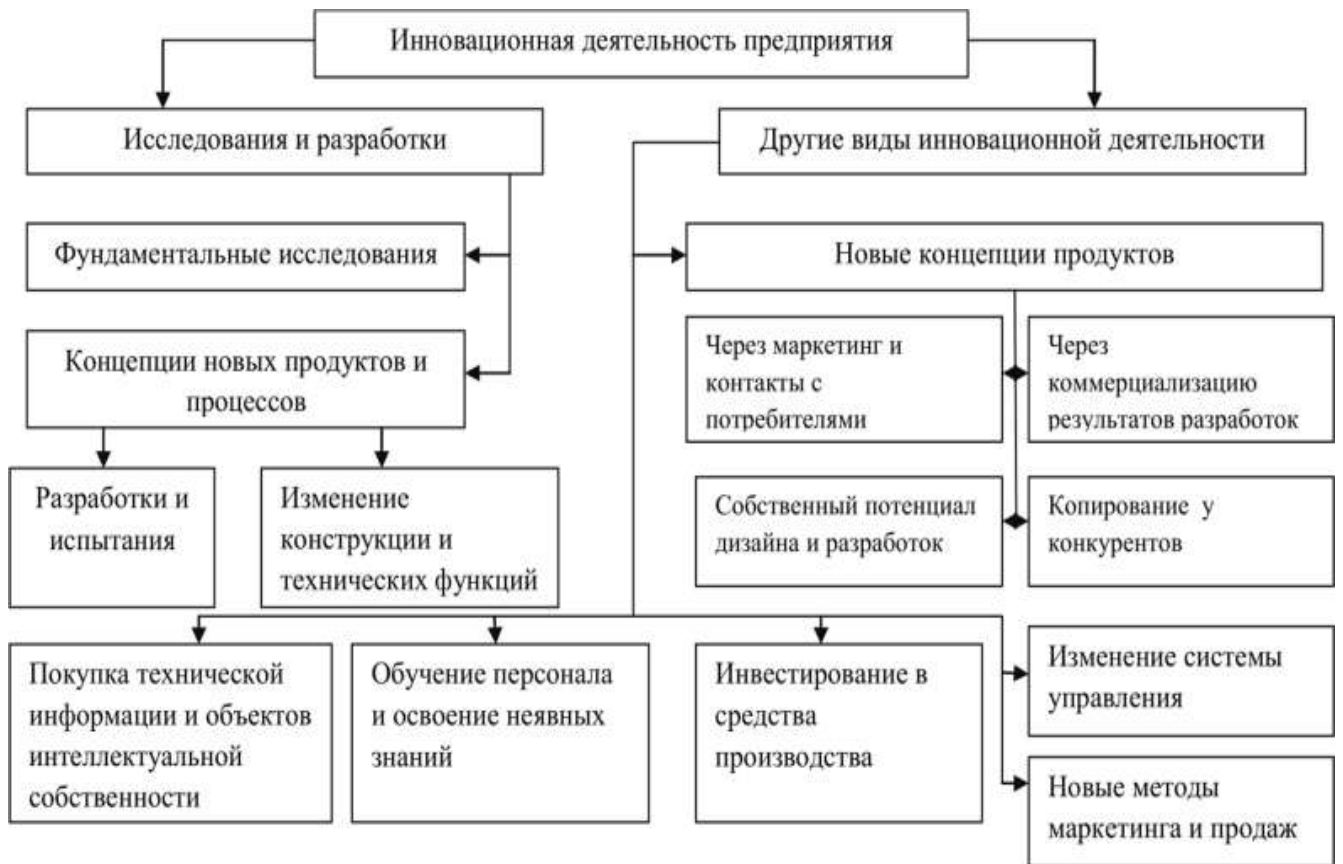 Инновационная деятельность предприятия
Исследования и разработки
Другие виды инновационной деятельности
Фундаментальные исследования
Новые концепции продуктов
Концепции новых продуктов и
процессов
Через маркетинг и
контакты с
потребителями
Через
коммерциализацию
результатов разработок
Разработки и
испытания
Изменение
конструкции и
технических функций
Собственный потенциал
дизайна и разработок
Копирование у
конкурентов
Покупка технической
информации и объектов
интеллектуальной
собственности
Обучение персонала
и освоение неявных
знаний
Инвестирование в
средства
производства
Изменение системы
управления
Новые методы
маркетинга и продаж